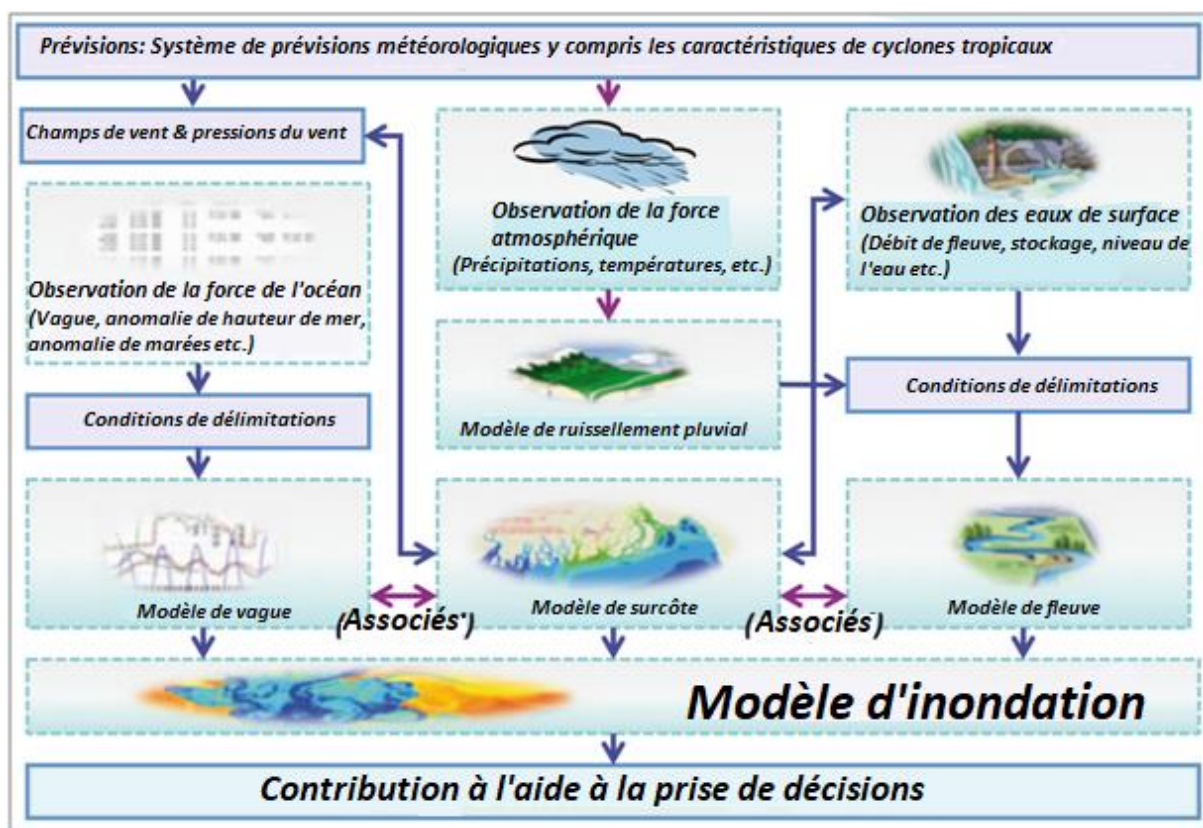 Prévisions: Système de prévisions météorologiques y compris les caractéristiques de cyclones tropicaux
Champs de vent & pressions du vent
Observation de la force de l'océan
(Vague, anomalie de hauteur de mer,
anomalie de marées etc.)
Conditions de délimitations
Modèle de vague
Observation de la force
atmosphérique
(Précipitations, températures, etc.)
Modèle de ruissellement pluvial
Modèle de surcôte
Observation des eaux de surface
(Débit de fleuve, stockage, niveau de
l'eau etc.)
Conditions de délimitations
Modèle de fleuve
(Associés*)
(Associés)
Modèle d'inondation
Contribution à l'aide à la prise de décisions